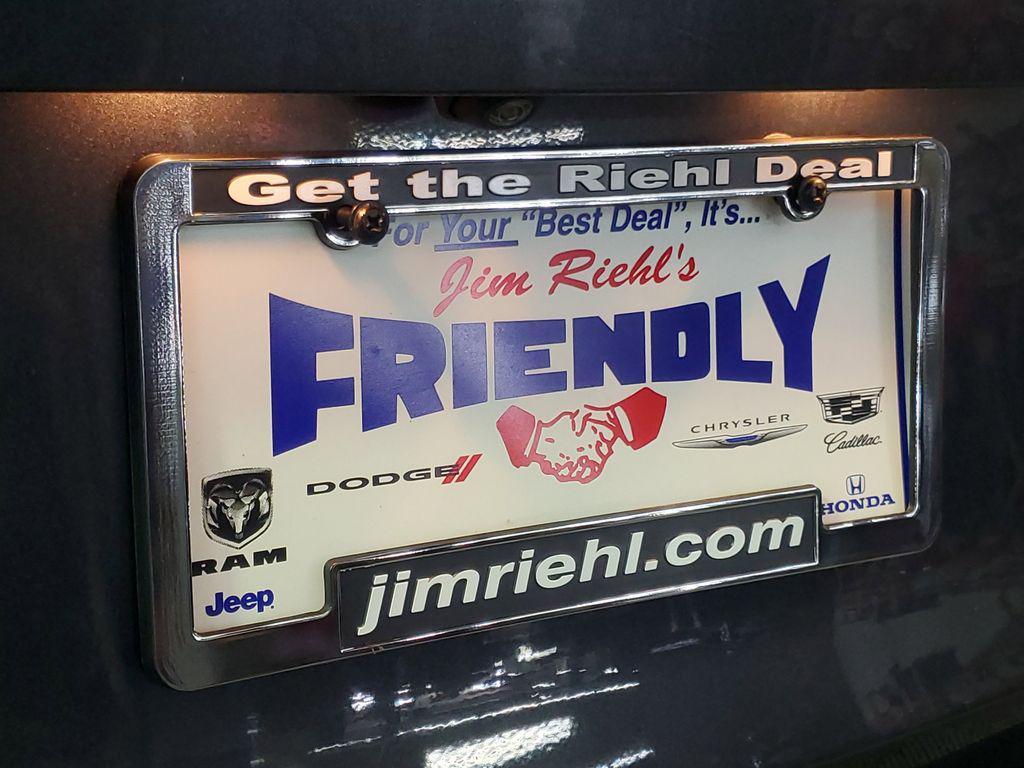 Get the Riehl Deal
For Your "Best Deal", It's...
Jim Riehl's
FRIENDLY
DODGE
CHRYSLER
Cadillac
RAM
Jeep
HONDA
jimriehl.com